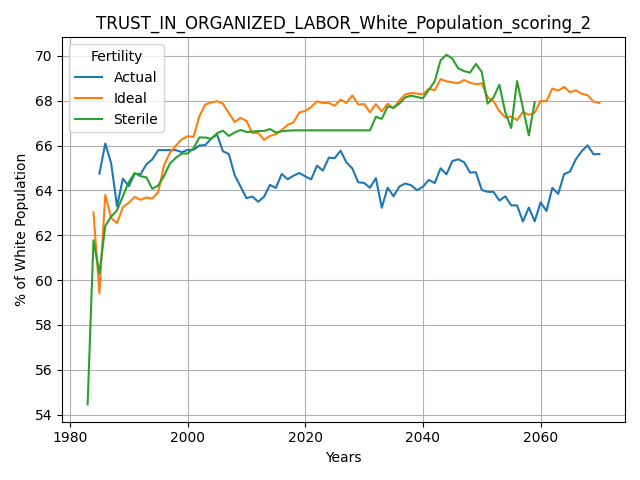 TRUST_IN_ORGANIZED_LABOR_White_Population_scoring_2
Fertility
Actual
Ideal
Sterile
% of White Population
70
68
66
64
62
60
58
56
54
1980
2000
2020
2040
2060
Years